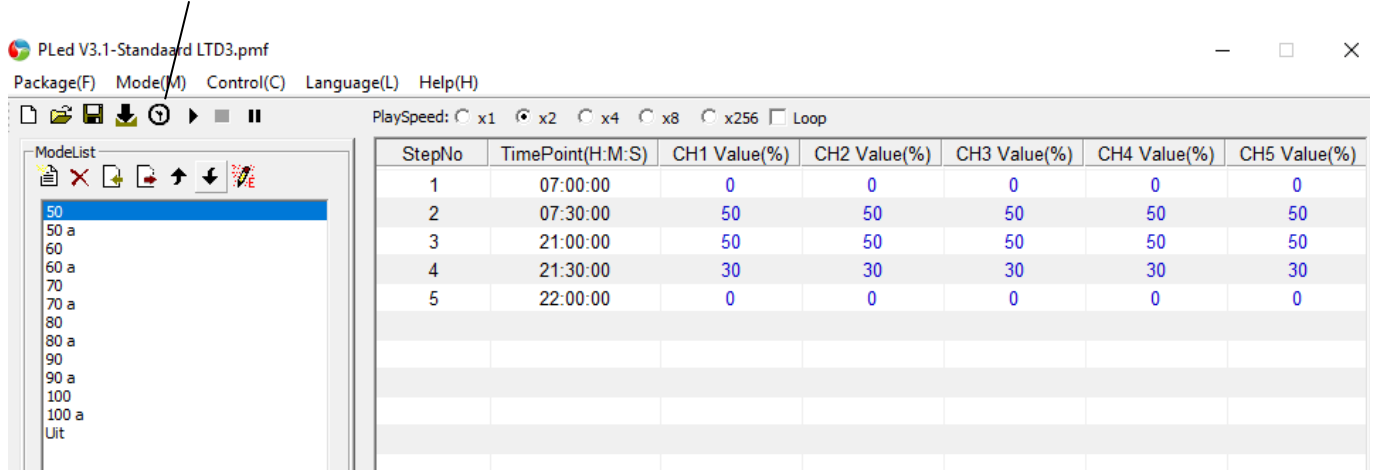 PLed V3.1-Standaard LTD3.pmf
Package(F) Mode(M) Control(C) Language(L) Help(H)
PlaySpeed: x1 x2 x4 x8 x256 Loop
ModeList
E
50
50 a
60
60 a
70
70 a
80
80 a
90
90 a
100
100 a
Uit
StepNo TimePoint(H:M:S) CH1 Value(%) CH2 Value(%) CH3 Value(%) CH4 Value(%) CH5 Value(%)
1 07:00:00 0 0 0 0 0
2 07:30:00 50 50 50 50 50
3 21:00:00 50 50 50 50 50
4 21:30:00 30 30 30 30 30
5 22:00:00 0 0 0 0 0